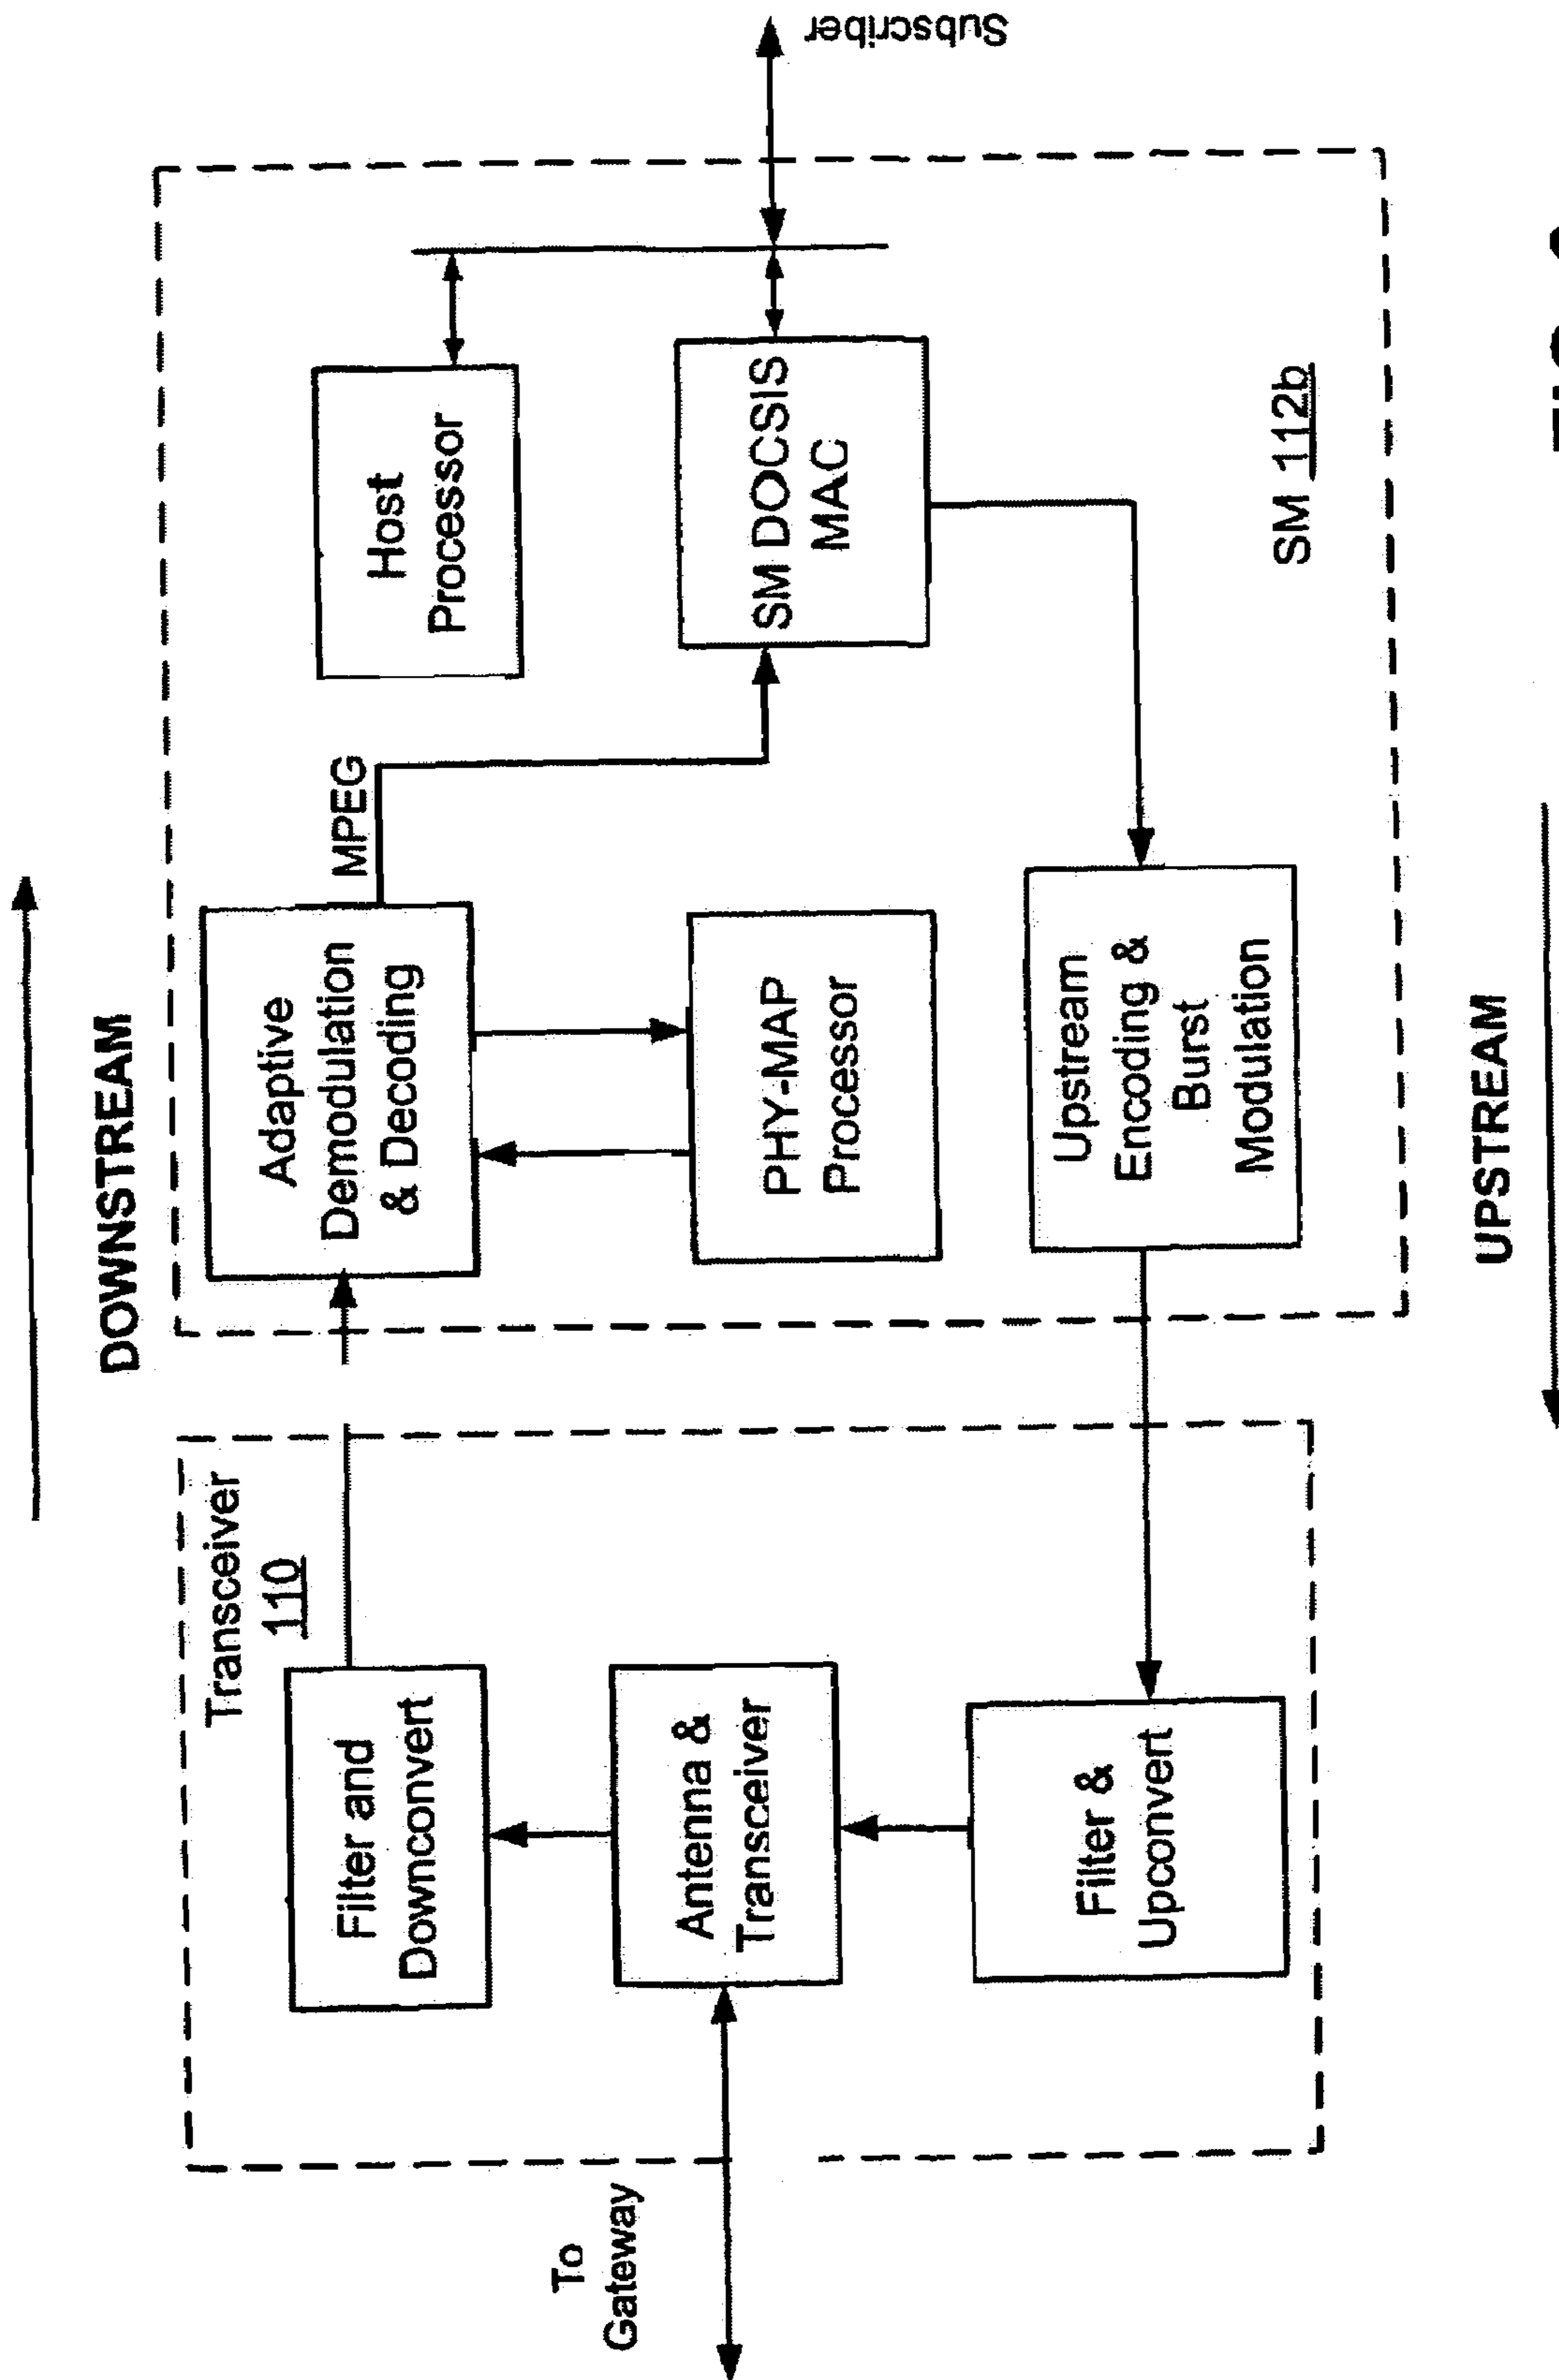 DOWNSTREAM
Transceiver
110
Filter and
Downconvert
Antenna &
Transceiver
Filter &
Upconvert
To
Gateway
Adaptive
Demodulation
& Decoding
MPEG
PHY-MAP
Processor
Upstream
Encoding &
Burst
Modulation
Host
Processor
SM DOCSIS
MAC
SM 112b
Subscriber
UPSTREAM